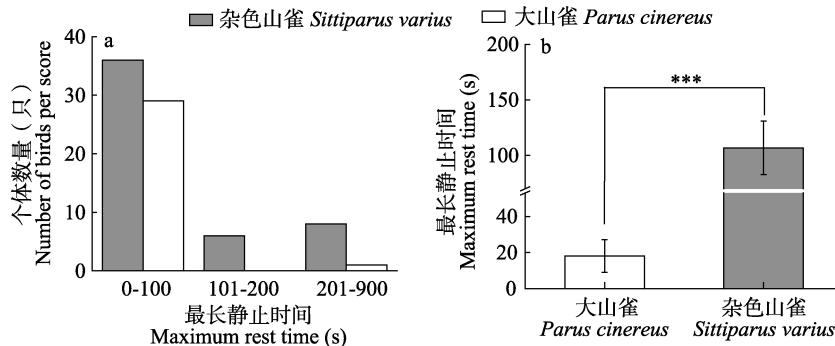 杂色山雀 Sittiparus varius 大山雀 Parus cinereus
a
个体数量（只）
Number of birds per score
40
30
20
10
0
0-100 101-200 201-900
最长静止时间
Maximum rest time (s)
b
最长静止时间
Maximum rest time (s)
200
150
100
40
20
0
***
大山雀 杂色山雀
Parus cinereus Sittiparus varius